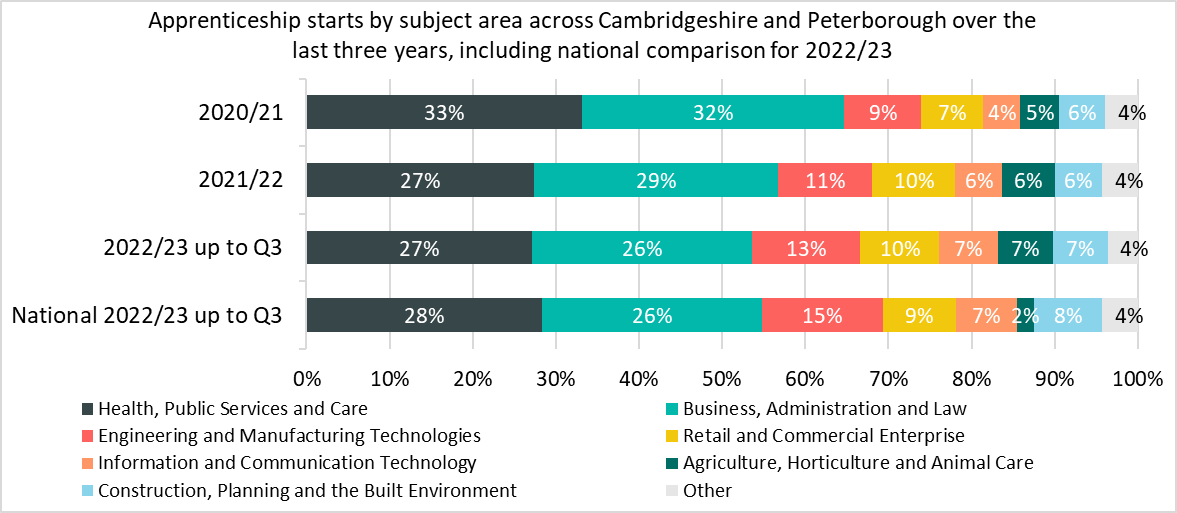 Apprenticeship starts by subject area across Cambridgeshire and Peterborough over the
last three years, including national comparison for 2022/23
2020/21 33% 32% 9% 7% 4% 5% 6% 4%
2021/22 27% 29% 11% 10% 6% 6% 6% 4%
2022/23 up to Q3 27% 26% 13% 10% 7% 7% 7% 4%
National 2022/23 up to Q3 28% 26% 15% 9% 7% 2% 8% 4%
0% 10% 20% 30% 40% 50% 60% 70% 80% 90% 100%
Health, Public Services and Care Business, Administration and Law
Engineering and Manufacturing Technologies Retail and Commercial Enterprise
Information and Communication Technology Agriculture, Horticulture and Animal Care
Construction, Planning and the Built Environment Other